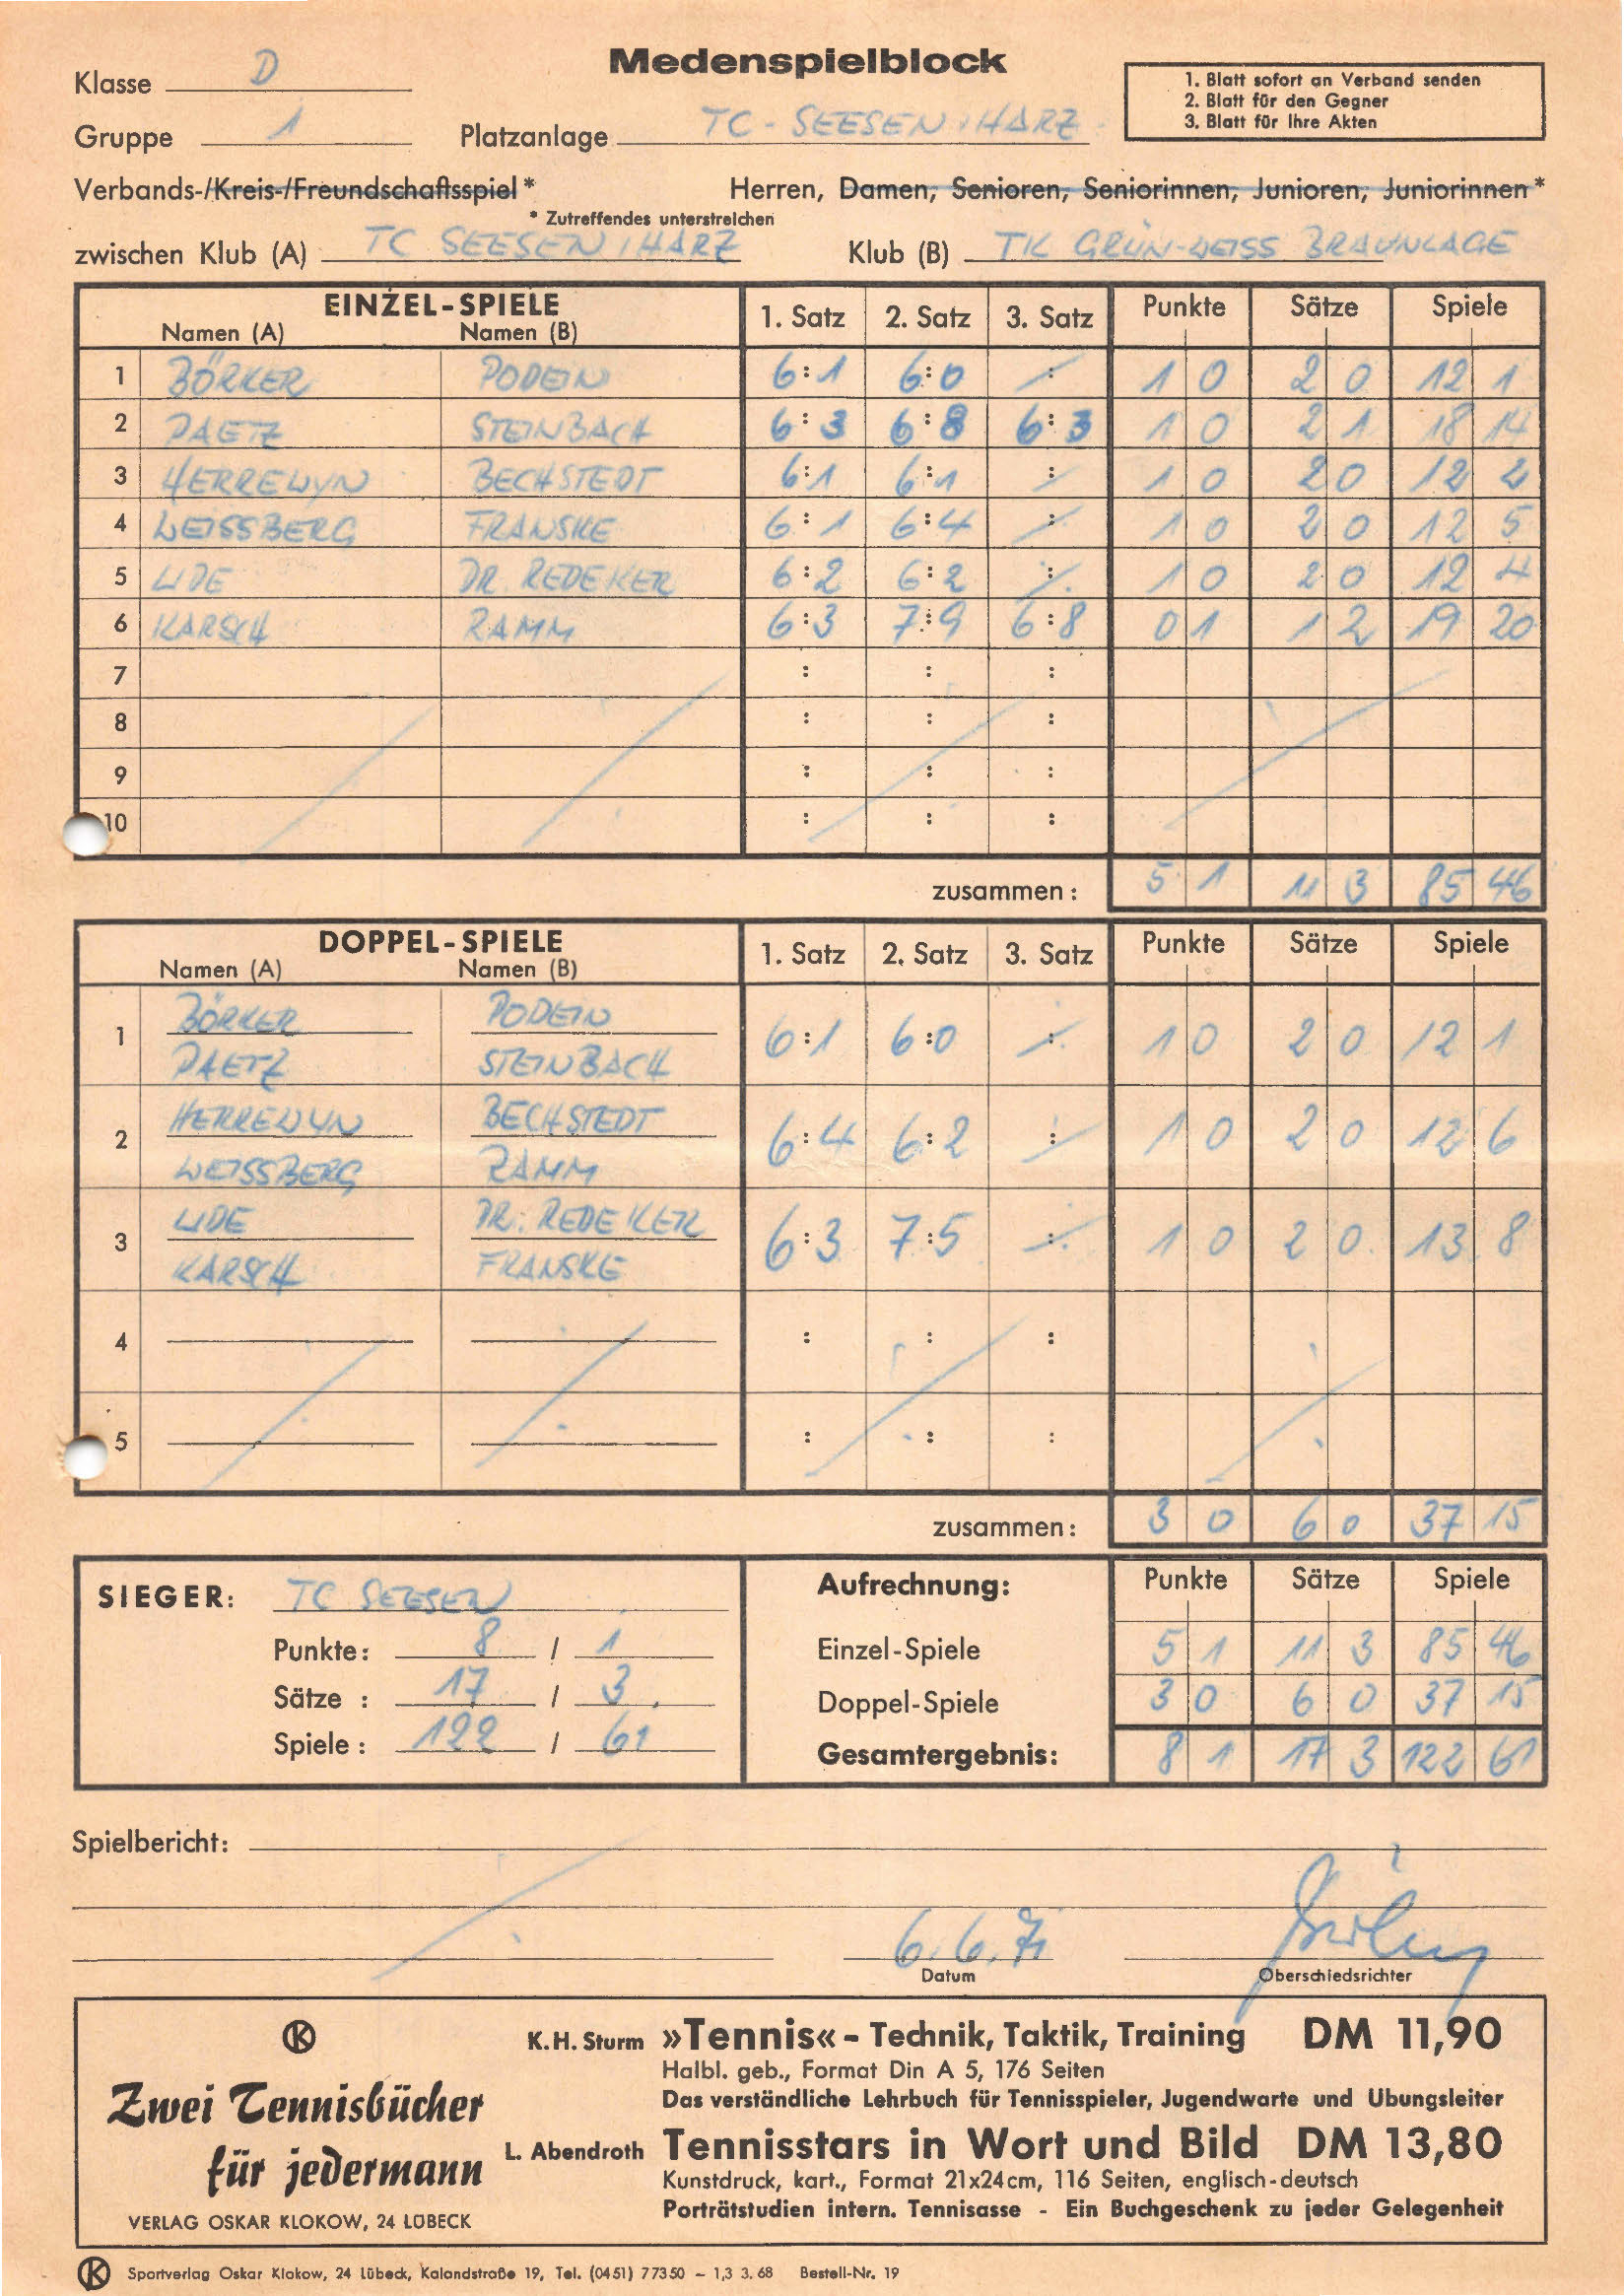 Medenspielblock
Klasse D
1. Blatt sofort an Verband senden
2. Blatt für den Gegner
3. Blatt für Ihre Akten
Gruppe 1 Platzanlage TC - SEESEN / HARZ
Verbands-/Kreis-/Freundschaftsspiel * Herren, Damen, Senioren, Seniorinnen, Junioren, Juniorinnen *
* Zutreffendes unterstreichen
zwischen Klub (A) TC SEESEN / HARZ Klub (B) TK GRÜN-WEISS BRAUNLAGE
EINZEL-SPIELE 1. Satz 2. Satz 3. Satz Punkte Sätze Spiele
Namen (A) Namen (B)
1 BÖRKER PODEIN 6:1 6:0 : 1 0 2 0 12 1
2 PAETZ STEINBACH 6:3 6:8 6:3 1 0 2 1 18 14
3 HERREWYN BECHSTEDT 6:1 6:1 : 1 0 2 0 12 2
4 WEISSBERG FRANSKE 6:1 6:4 : 1 0 2 0 12 5
5 UDE DR. REDEKER 6:2 6:2 : 1 0 2 0 12 4
6 KARSCH RAMM 6:3 7:9 6:8 0 1 1 2 19 20
7 : : :
8 : : :
9 : : :
10 : : :
zusammen: 5 1 11 3 85 46
DOPPEL-SPIELE 1. Satz 2. Satz 3. Satz Punkte Sätze Spiele
Namen (A) Namen (B)
BÖRKER PODEIN
1 6:1 6:0 : 1 0 2 0 12 1
PAETZ STEINBACH
HERREWYN BECHSTEDT
2 6:4 6:2 : 1 0 2 0 12 6
WEISSBERG RAMM
UDE DR. REDEKER
3 6:3 7:5 : 1 0 2 0 13 8
KARSCH FRANSKE
4 : : :
5 : : :
zusammen: 3 0 6 0 37 15
SIEGER: TC SEESEN Aufrechnung: Punkte Sätze Spiele
Punkte: 8 / 1 Einzel-Spiele 5 1 11 3 85 46
Sätze : 17 / 3 Doppel-Spiele 3 0 6 0 37 15
Spiele : 122 / 61 Gesamtergebnis: 8 1 17 3 122 61
Spielbericht:
6.6.71
Datum Oberschiedsrichter
K
K. H. Sturm »Tennis« - Technik, Taktik, Training DM 11,90
Halbl. geb., Format Din A 5, 176 Seiten
Das verständliche Lehrbuch für Tennisspieler, Jugendwarte und Übungsleiter
Zwei Tennisbücher
für jedermann
L. Abendroth Tennisstars in Wort und Bild DM 13,80
Kunstdruck, kart., Format 21x24cm, 116 Seiten, englisch-deutsch
Porträtstudien intern. Tennisasse - Ein Buchgeschenk zu jeder Gelegenheit
VERLAG OSKAR KLOKOW, 24 LÜBECK
K Sportverlag Oskar Klokow, 24 Lübeck, Kalandstraße 19, Tel. (0451) 77350 - 1,3 3. 68 Bestell-Nr. 19